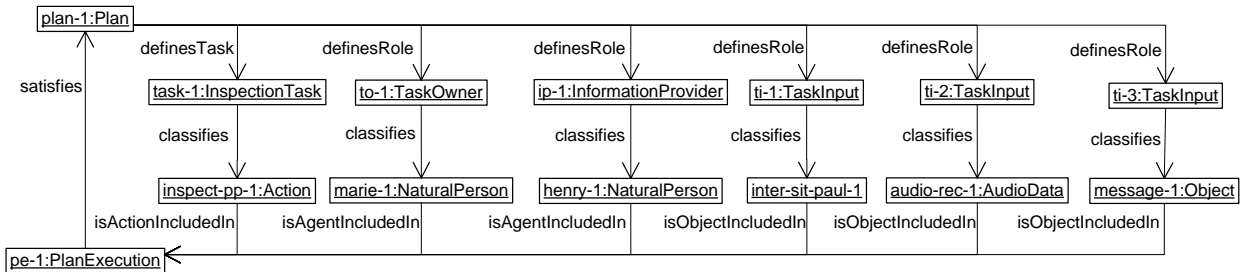 plan-1:Plan
definesTask
definesRole
definesRole
definesRole
definesRole
definesRole
satisfies
task-1:InspectionTask
to-1:TaskOwner
ip-1:InformationProvider
ti-1:TaskInput
ti-2:TaskInput
ti-3:TaskInput
classifies
classifies
classifies
classifies
classifies
classifies
inspect-pp-1:Action
marie-1:NaturalPerson
henry-1:NaturalPerson
inter-sit-paul-1
audio-rec-1:AudioData
message-1:Object
isActionIncludedIn
isAgentIncludedIn
isAgentIncludedIn
isObjectIncludedIn
isObjectIncludedIn
isObjectIncludedIn
pe-1:PlanExecution